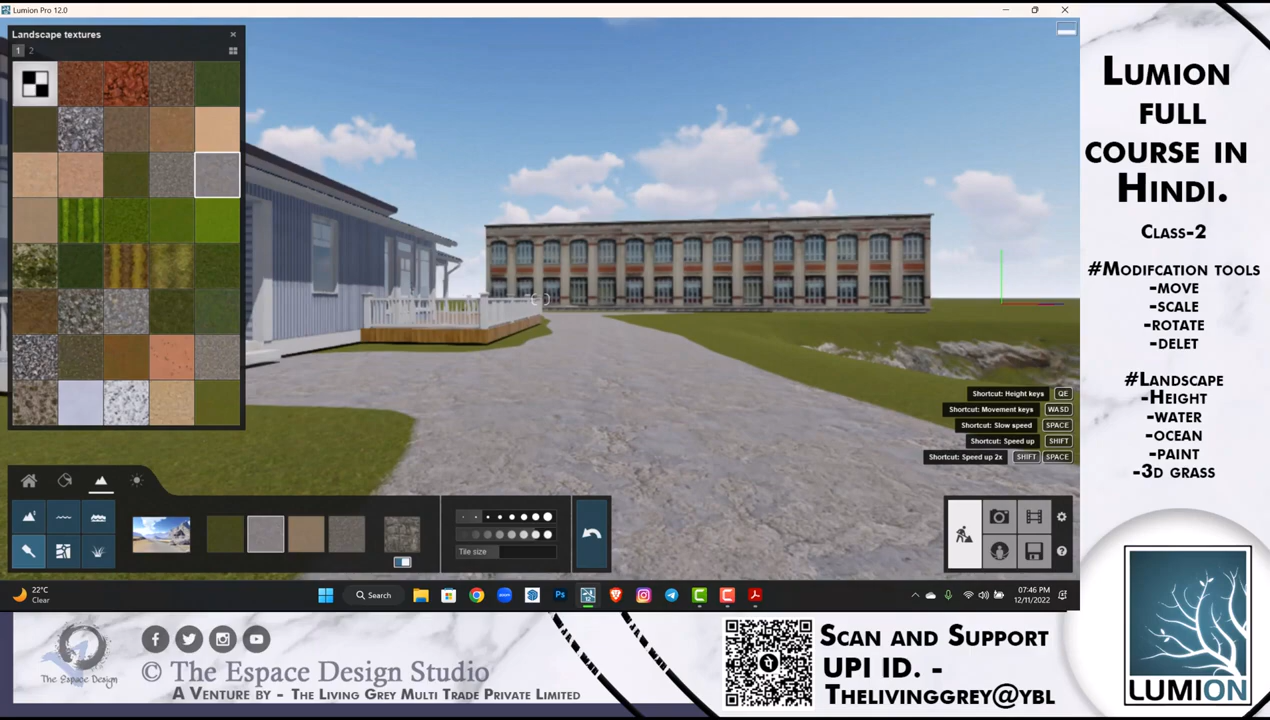 Lumion Pro 12.0
Landscape textures
1 2
Shortcut: Height keys QE
Shortcut: Movement keys WASD
Shortcut: Slow speed SPACE
Shortcut: Speed up SHIFT
Shortcut: Speed up 2x SHIFT SPACE
Tile size
22°C
Clear
Search
Ps
07:46 PM
12/11/2022
Lumion
full
course in
Hindi.
Class-2
#Modifcation tools
-move
-scale
-rotate
-delet
#Landscape
-Height
-water
-ocean
-paint
-3d grass
The Espace Design
© The Espace Design Studio
A Venture by - The Living Grey Multi Trade Private Limited
Scan and Support
UPI ID. -
Thelivinggrey@ybl
LUMION